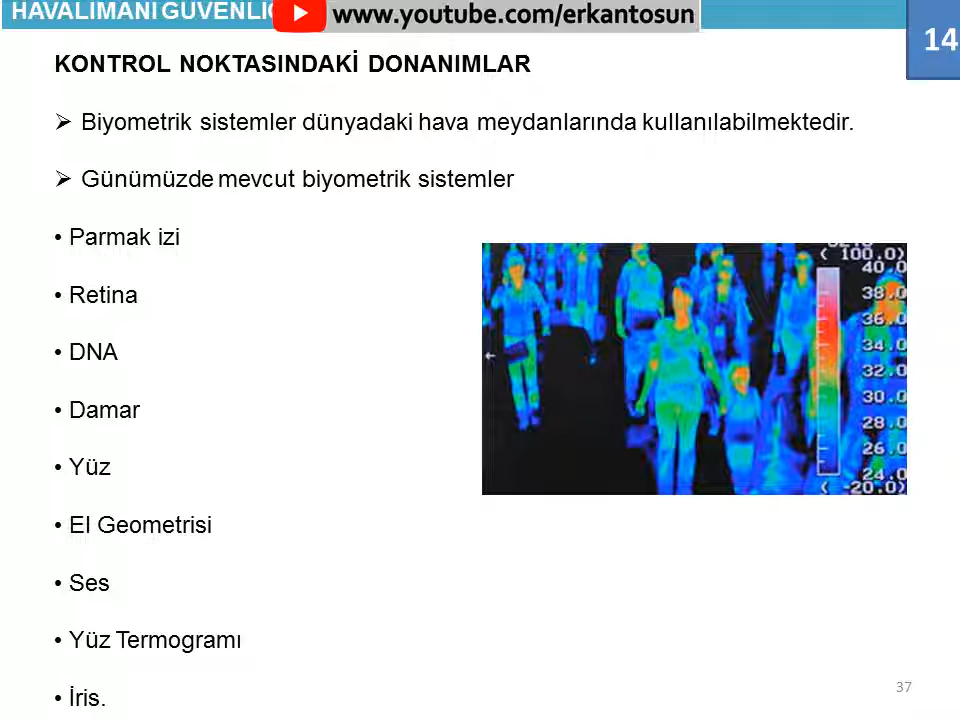 HAVALİMANI GÜVENLİĞ
www.youtube.com/erkantosun
14
KONTROL NOKTASINDAKİ DONANIMLAR
➢ Biyometrik sistemler dünyadaki hava meydanlarında kullanılabilmektedir.
➢ Günümüzde mevcut biyometrik sistemler
• Parmak izi
• Retina
• DNA
• Damar
• Yüz
• El Geometrisi
• Ses
• Yüz Termogramı
• İris.
( 100.0)
40.0
38.0
36.0
34.0
32.0
30.0
28.0
26.0
24.0
( -20.0)
37